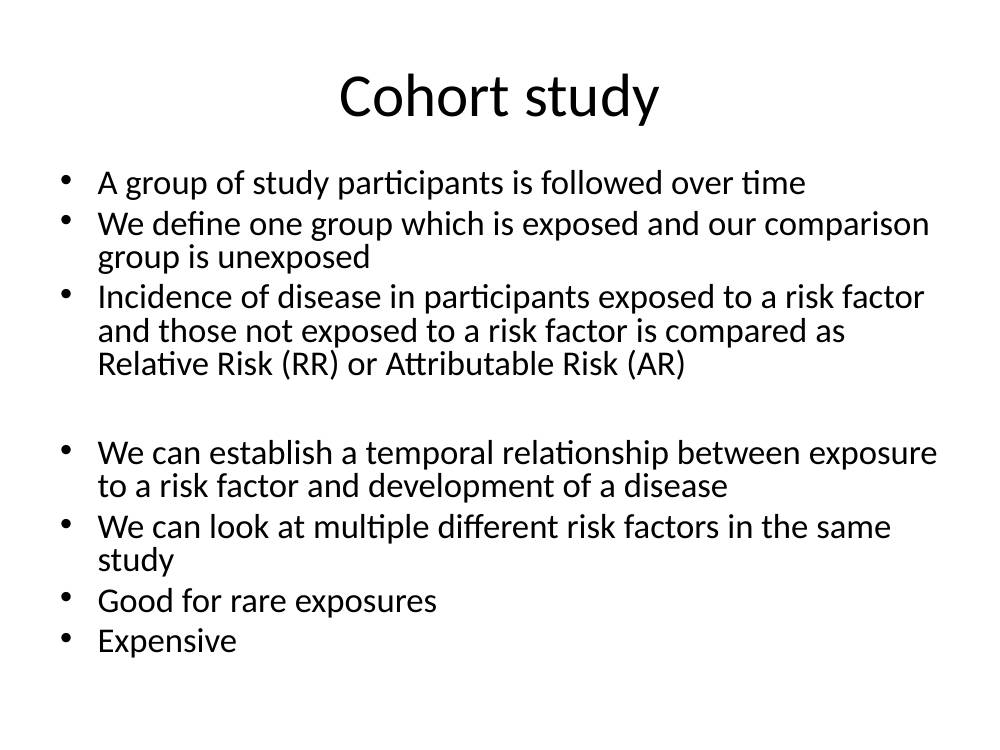 Cohort study
• A group of study participants is followed over time
• We define one group which is exposed and our comparison
group is unexposed
• Incidence of disease in participants exposed to a risk factor
and those not exposed to a risk factor is compared as
Relative Risk (RR) or Attributable Risk (AR)
• We can establish a temporal relationship between exposure
to a risk factor and development of a disease
• We can look at multiple different risk factors in the same
study
• Good for rare exposures
• Expensive